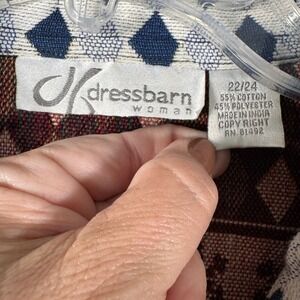 dressbarn
woman
22/24
55% COTTON
45% POLYESTER
MADE IN INDIA
COPY RIGHT
RN. 81492